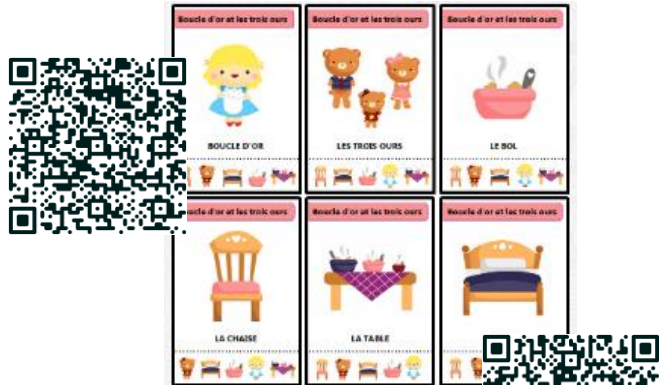 Boucle d'or et les trois ours
Boucle d'or et les trois ours
Boucle d'or et les trois ours
BOUCLE D'OR
LES TROIS OURS
LE BOL
Boucle d'or et les trois ours
Boucle d'or et les trois ours
Boucle d'or et les trois ours
LA CHAISE
LA TABLE